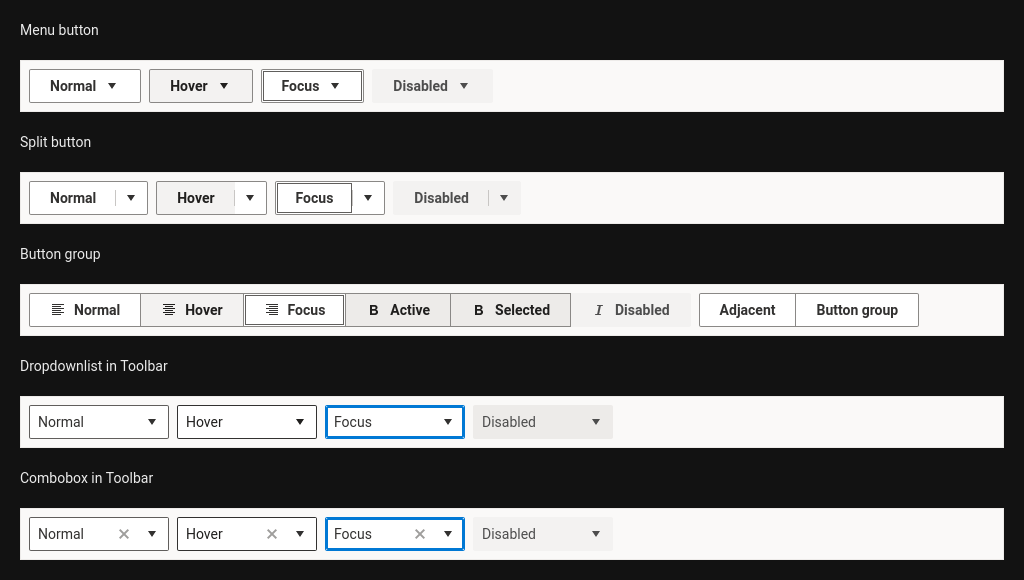 Menu button
Normal Hover Focus Disabled
Split button
Normal Hover Focus Disabled
Button group
Normal Hover Focus B Active B Selected I Disabled Adjacent Button group
Dropdownlist in Toolbar
Normal Hover Focus Disabled
Combobox in Toolbar
Normal Hover Focus Disabled